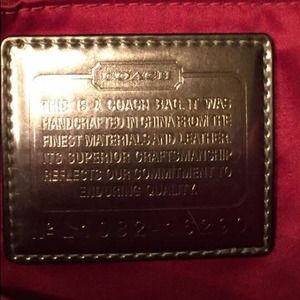 COACH
THIS IS A COACH BAG. IT WAS
HANDCRAFTED IN CHINA FROM THE
FINEST MATERIALS AND LEATHER.
ITS SUPERIOR CRAFTSMANSHIP
REFLECTS OUR COMMITMENT TO
ENDURING QUALITY.